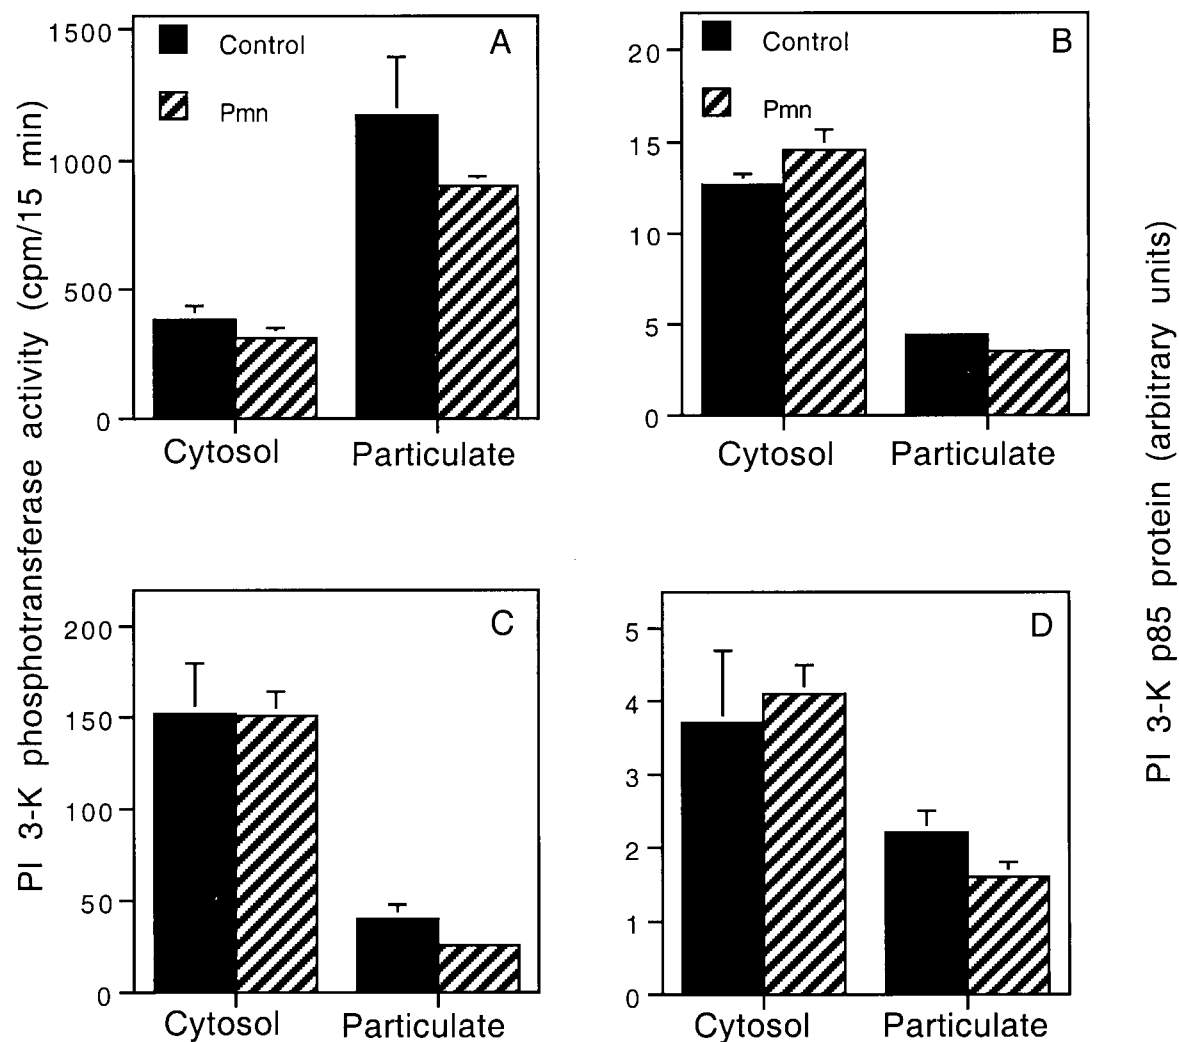 PI 3-K phosphotransferase activity (cpm/15 min)
A
Control
Pmn
1500
1000
500
0
Cytosol Particulate
B
Control
Pmn
20
15
10
5
0
Cytosol Particulate
C
200
150
100
50
0
Cytosol Particulate
D
5
4
3
2
1
0
Cytosol Particulate
PI 3-K p85 protein (arbitrary units)